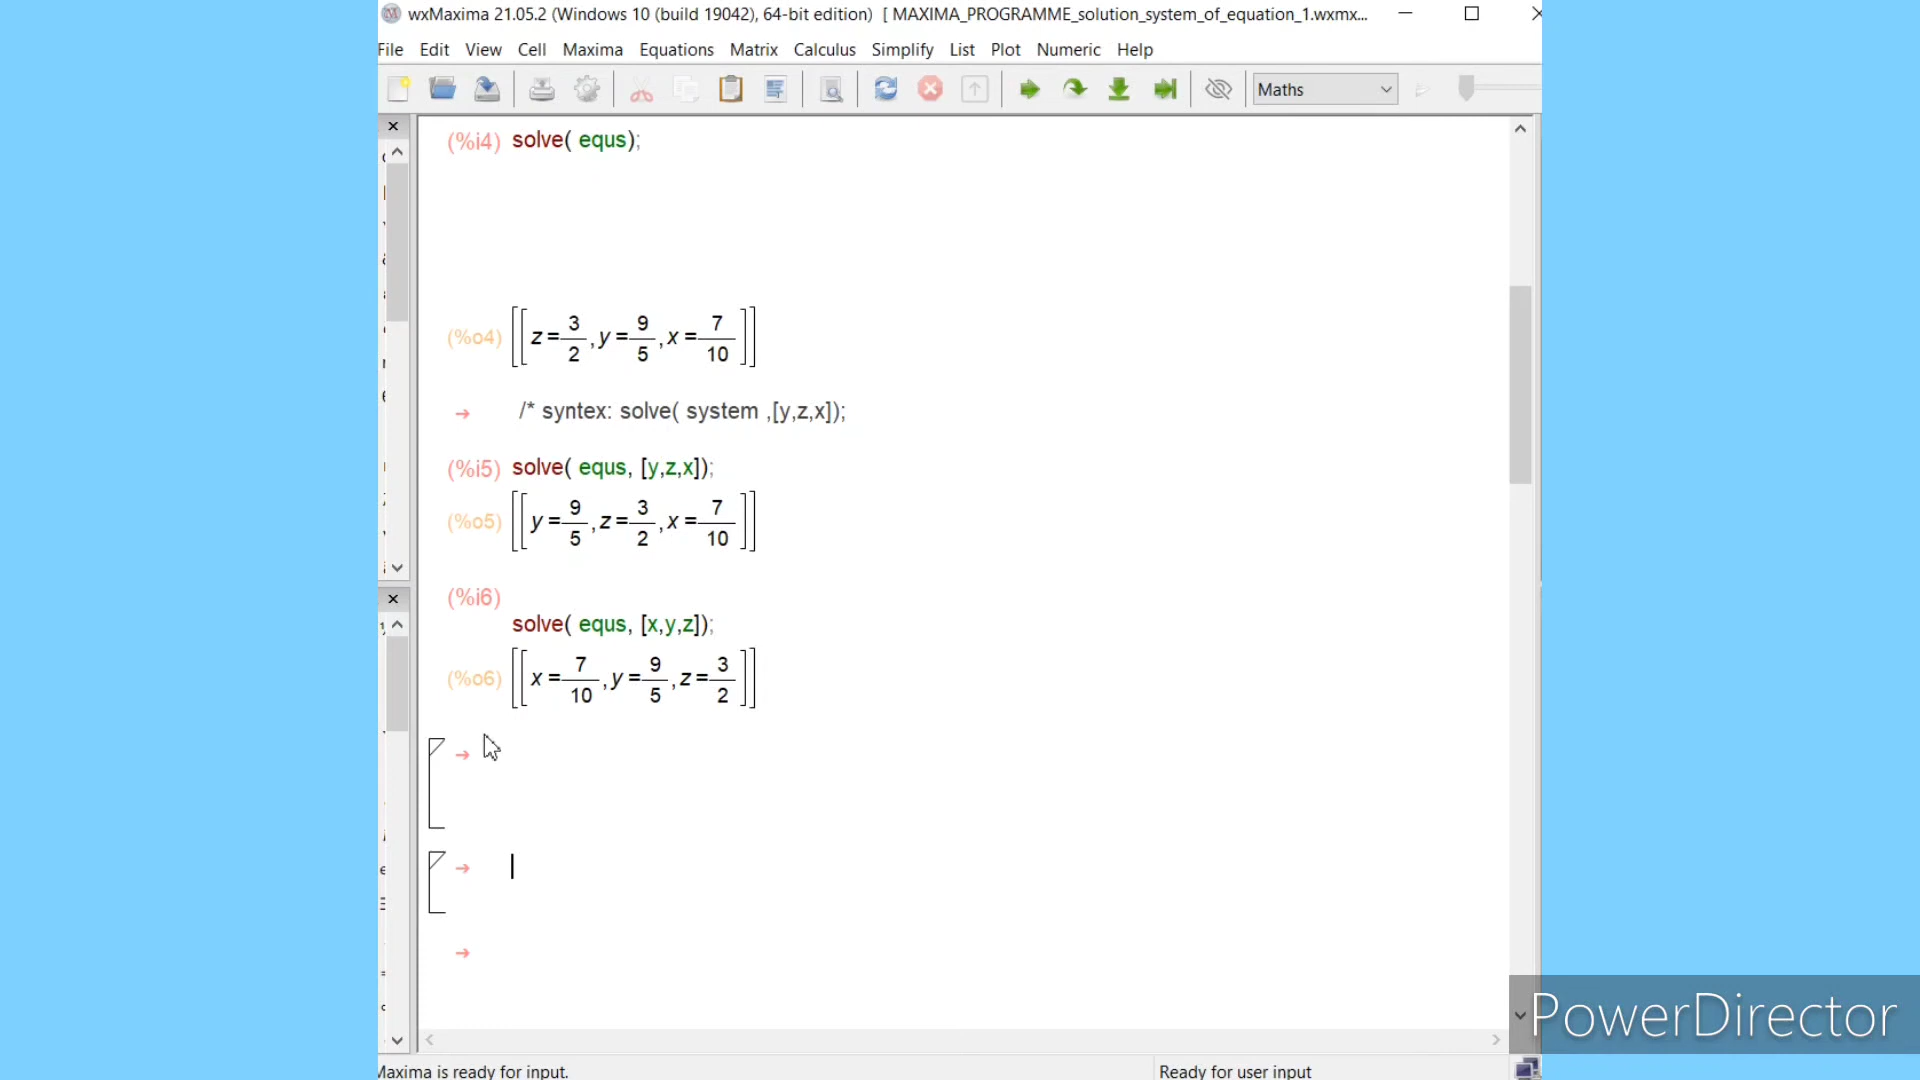 wxMaxima 21.05.2 (Windows 10 (build 19042), 64-bit edition) [ MAXIMA_PROGRAMME_solution_system_of_equation_1.wxmx...
File Edit View Cell Maxima Equations Matrix Calculus Simplify List Plot Numeric Help
Maths
(%i4) solve( equs);
(%o4) [[z=3/2,y=9/5,x=7/10]]
→ /* syntex: solve( system ,[y,z,x]);
(%i5) solve( equs, [y,z,x]);
(%o5) [[y=9/5,z=3/2,x=7/10]]
(%i6)
solve( equs, [x,y,z]);
(%o6) [[x=7/10,y=9/5,z=3/2]]
→
→
→
PowerDirector
Maxima is ready for input. Ready for user input